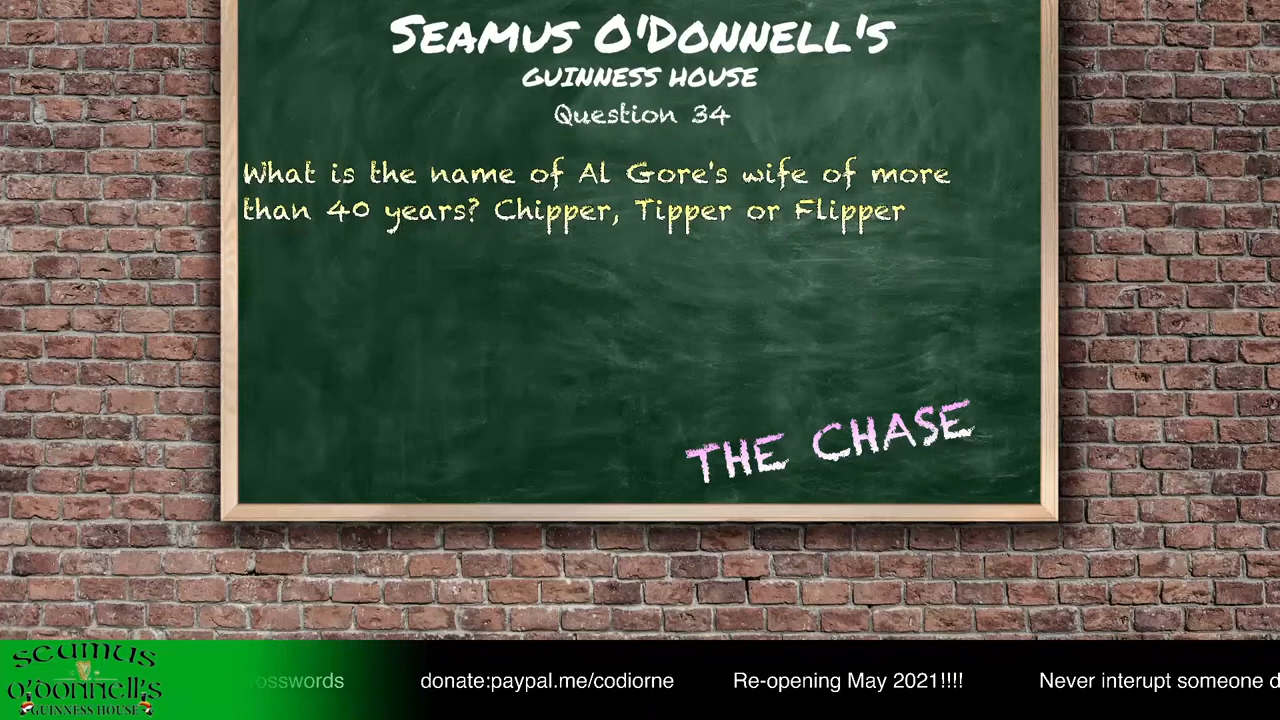 SEAMUS O'DONNELL'S
GUINNESS HOUSE
Question 34
What is the name of Al Gore's wife of more
than 40 years? Chipper, Tipper or Flipper
THE CHASE
seamus
o'donnell's
GUINNESS HOUSE
osswords donate:paypal.me/codiorne Re-opening May 2021!!!! Never interupt someone d